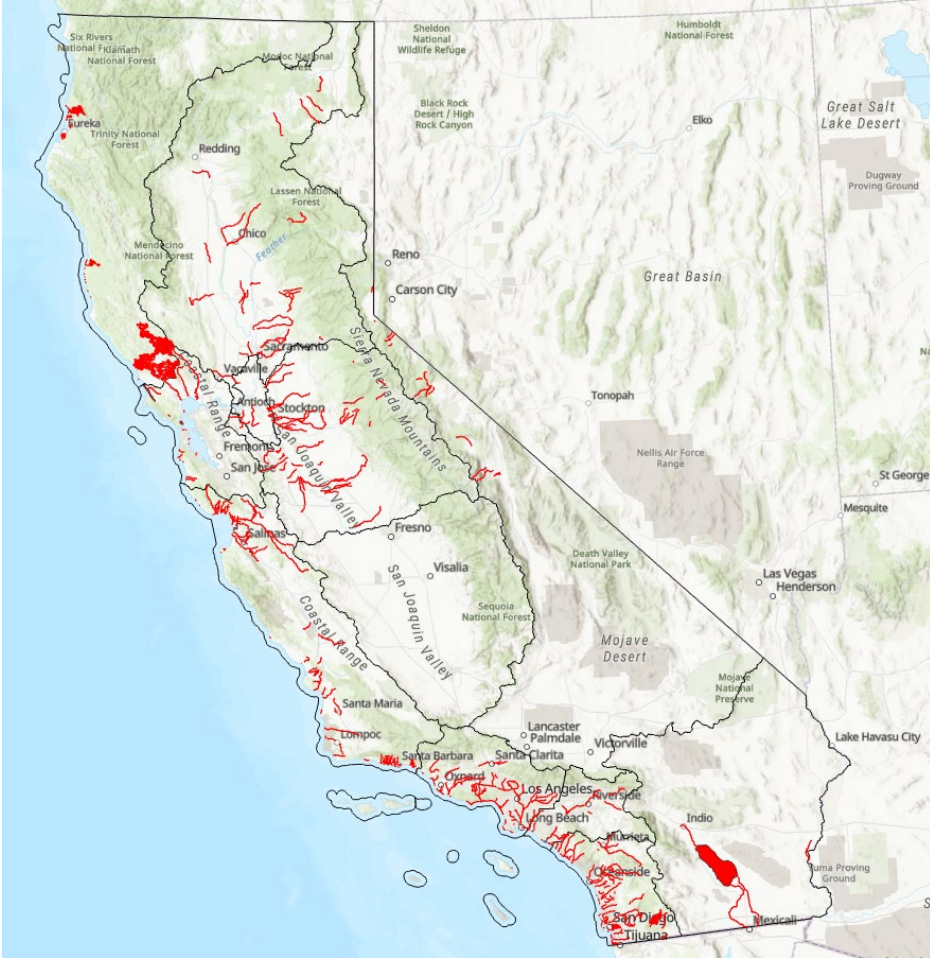 Six Rivers
National Forest
Klamath
National Forest
Modoc National
Forest
Sheldon
National
Wildlife Refuge
Humboldt
National Forest
Black Rock
Desert / High
Rock Canyon
Great Salt
Lake Desert
Eureka
Trinity National
Forest
Elko
Redding
Dugway
Proving Ground
Lassen National
Forest
Chico
Feather
Mendocino
National Forest
Reno
Great Basin
Carson City
Sierra Nevada Mountains
Sacramento
Vacaville
Coastal Range
Antioch
Stockton
Tonopah
San Joaquin Valley
Fremont
San Jose
Nellis Air Force
Range
St George
Mesquite
Salinas
Fresno
Death Valley
National Park
Las Vegas
Henderson
Visalia
San Joaquin Valley
Sequoia
National Forest
Coastal Range
Mojave
Desert
Mojave
National
Preserve
Santa Maria
Lompoc
Lancaster
Palmdale
Victorville
Lake Havasu City
Santa Barbara
Santa Clarita
Oxnard
Los Angeles
Riverside
Long Beach
Indio
Murrieta
Oceanside
Yuma Proving
Ground
San Diego
Mexicali
Tijuana